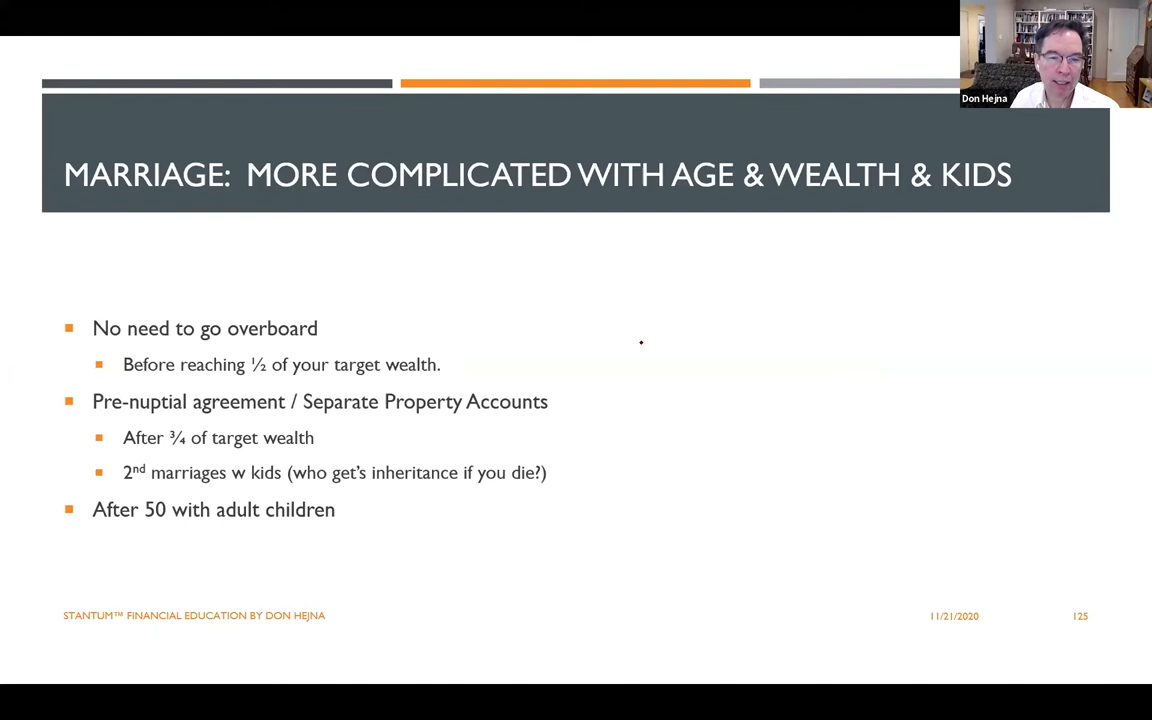 Don Hejna
MARRIAGE: MORE COMPLICATED WITH AGE & WEALTH & KIDS
No need to go overboard
Before reaching ½ of your target wealth.
Pre-nuptial agreement / Separate Property Accounts
After ¾ of target wealth
2nd marriages w kids (who get's inheritance if you die?)
After 50 with adult children
STANTUM™ FINANCIAL EDUCATION BY DON HEJNA
11/21/2020
125